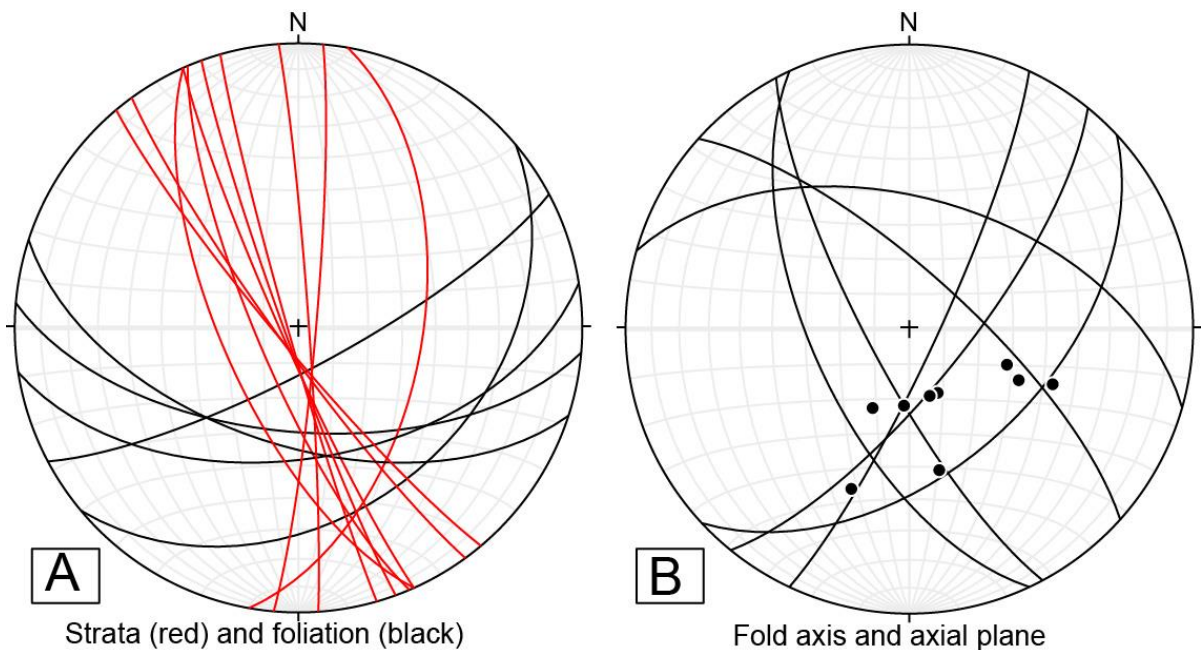 N
A
Strata (red) and foliation (black)
N
B
Fold axis and axial plane